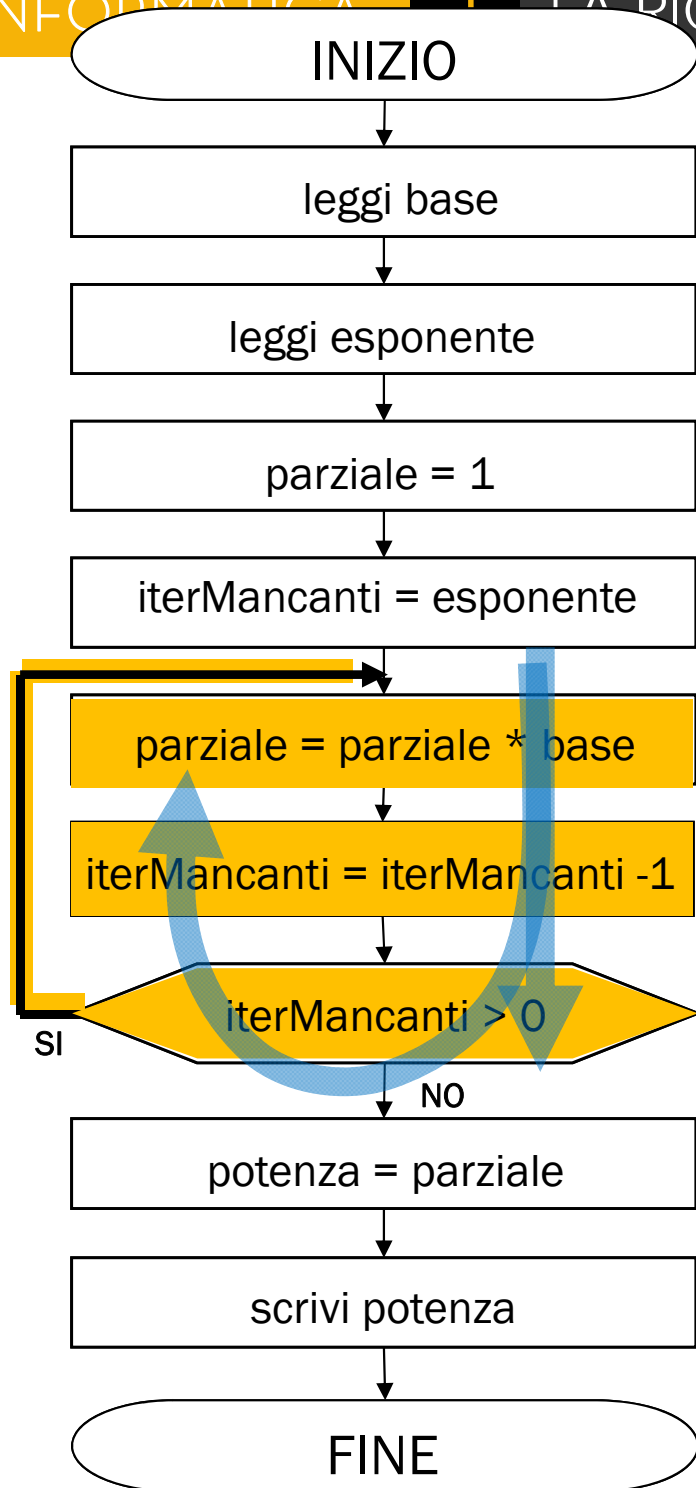 INIZIO
leggi base
leggi esponente
parziale = 1
iterMancanti = esponente
parziale = parziale * base
iterMancanti = iterMancanti -1
iterMancanti > 0
SI
NO
potenza = parziale
scrivi potenza
FINE